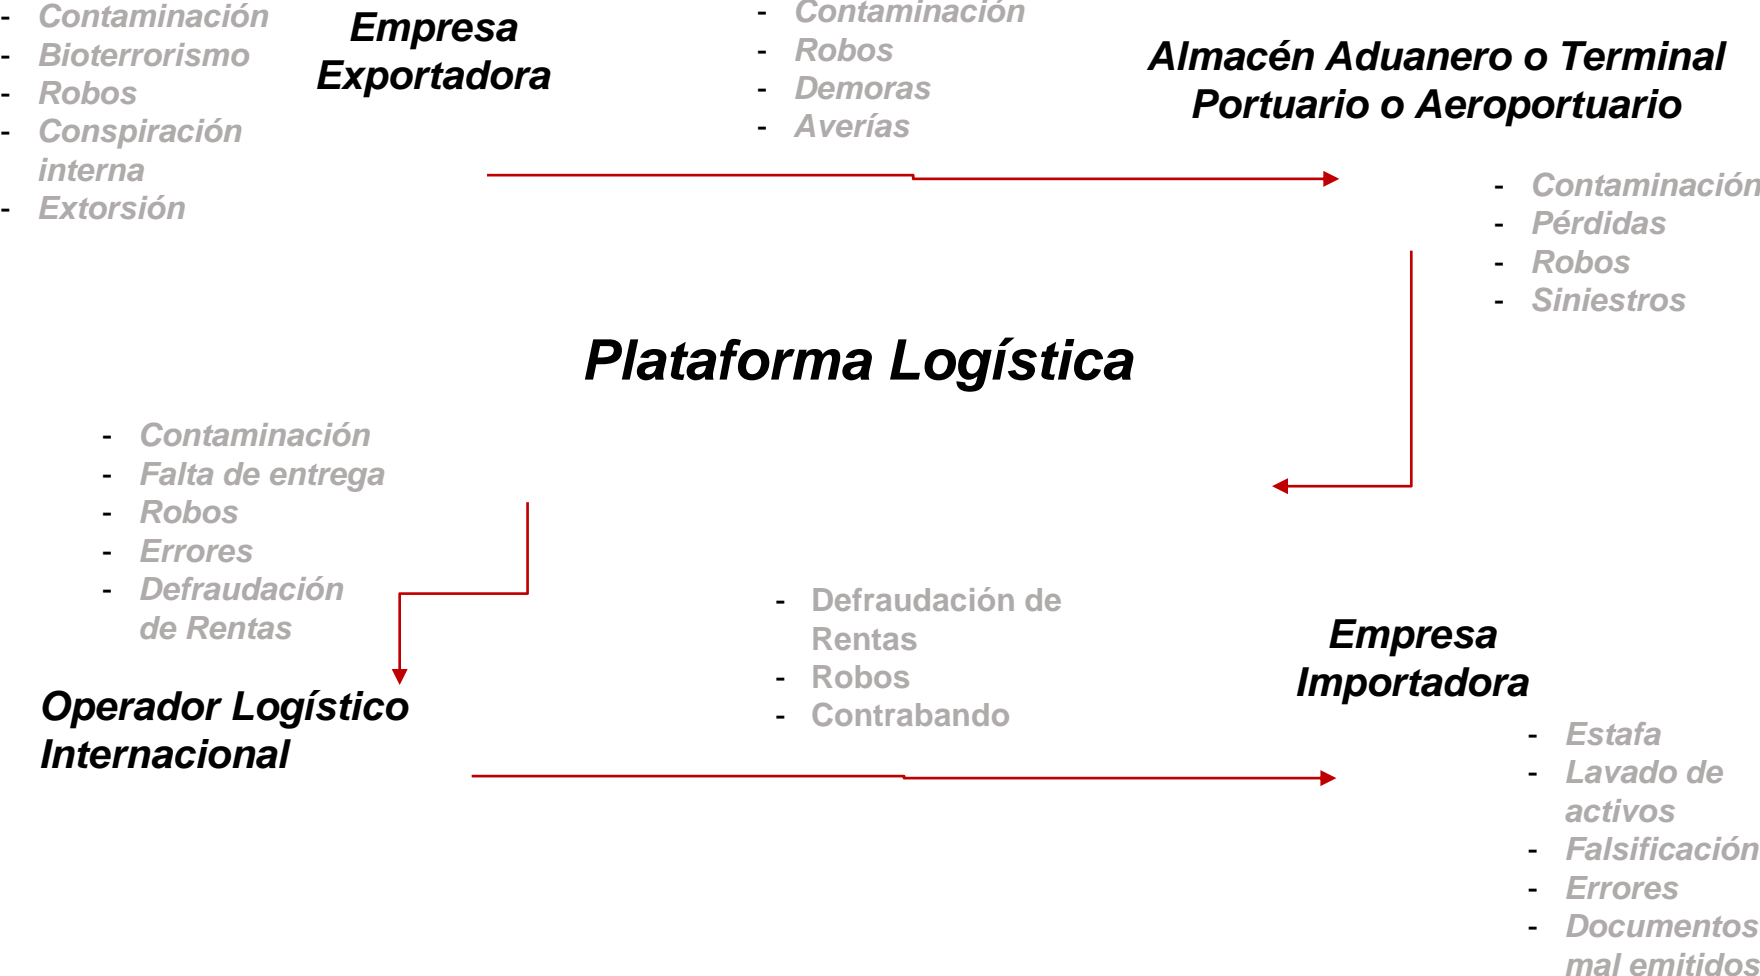 - Contaminación
- Bioterrorismo
- Robos
- Conspiración
interna
- Extorsión
Empresa
Exportadora
- Contaminación
- Robos
- Demoras
- Averías
Almacén Aduanero o Terminal
Portuario o Aeroportuario
- Contaminación
- Pérdidas
- Robos
- Siniestros
Plataforma Logística
- Contaminación
- Falta de entrega
- Robos
- Errores
- Defraudación
de Rentas
Operador Logístico
Internacional
- Defraudación de
Rentas
- Robos
- Contrabando
Empresa
Importadora
- Estafa
- Lavado de
activos
- Falsificación
- Errores
- Documentos
mal emitidos